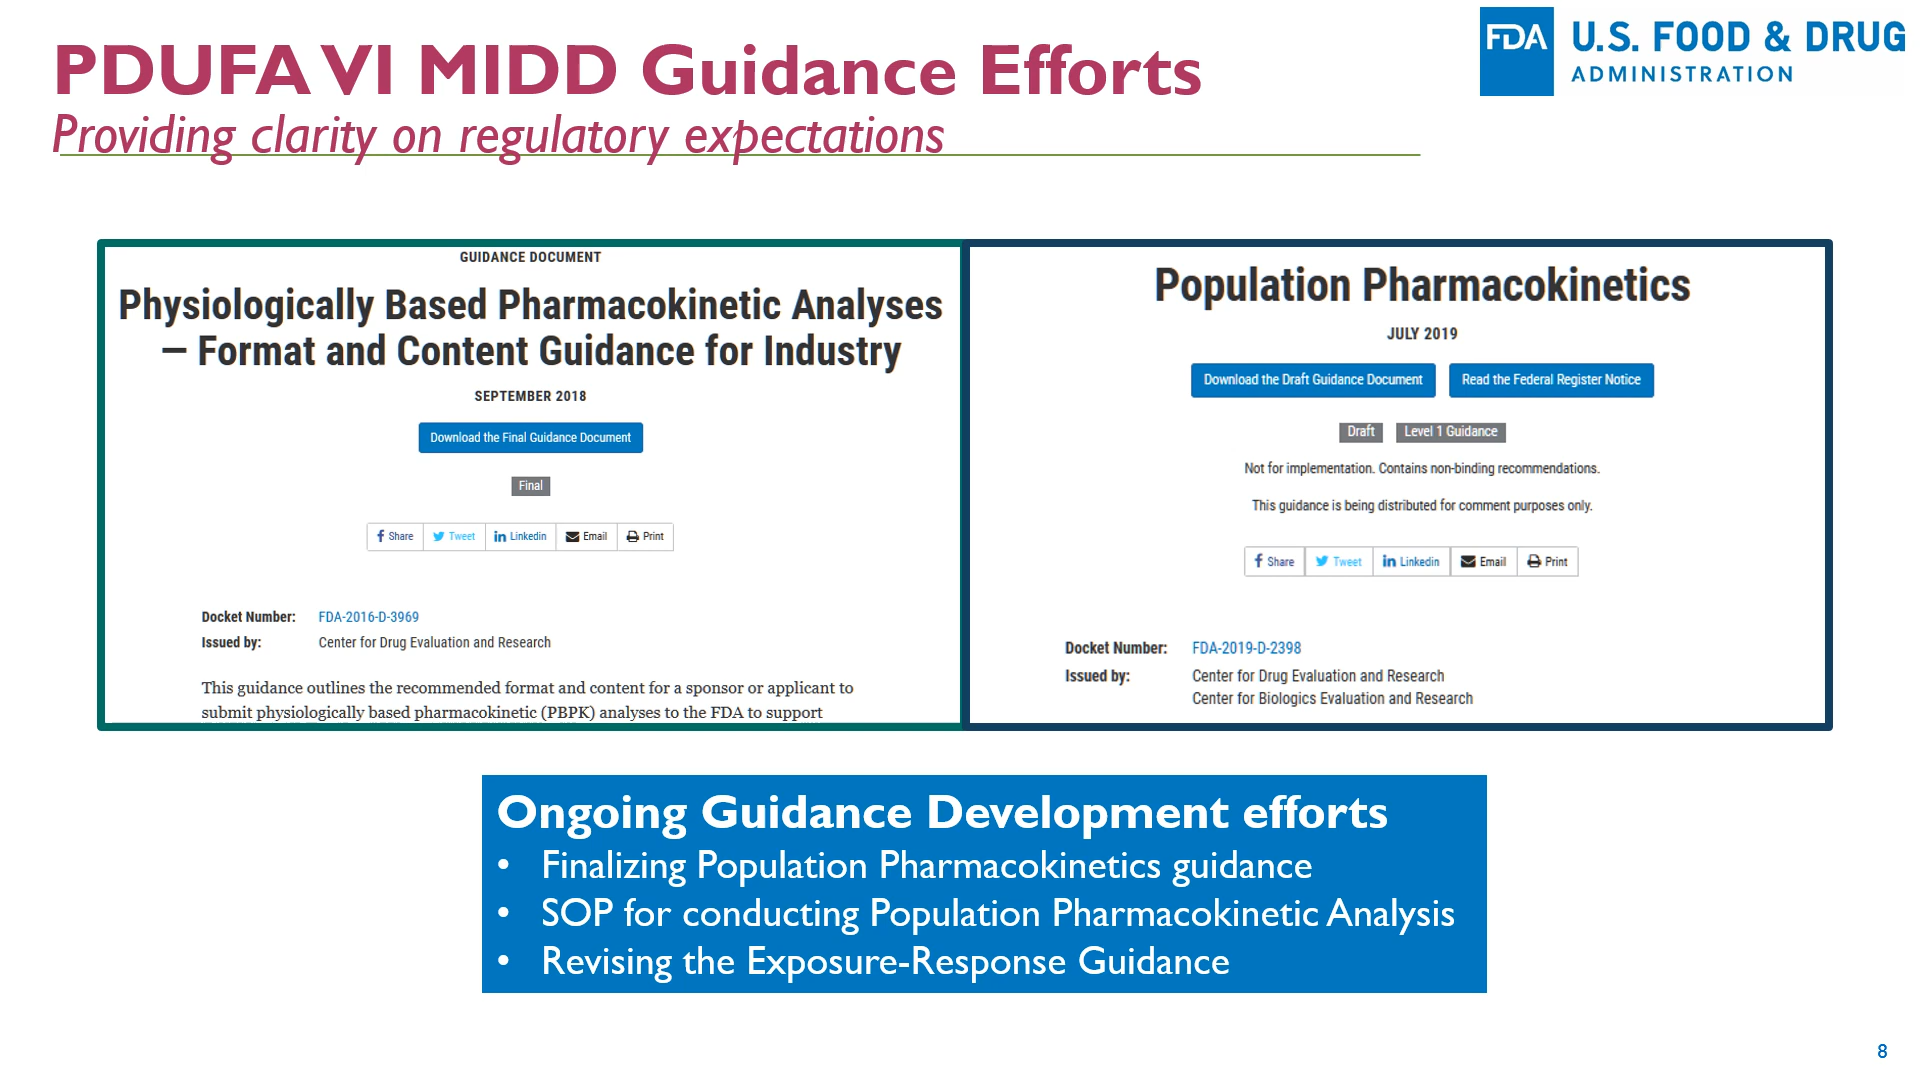 PDUFA VI MIDD Guidance Efforts
Providing clarity on regulatory expectations
FDA
U.S. FOOD & DRUG
ADMINISTRATION
GUIDANCE DOCUMENT
Physiologically Based Pharmacokinetic Analyses
— Format and Content Guidance for Industry
SEPTEMBER 2018
Download the Final Guidance Document
Final
Share Tweet Linkedin Email Print
Docket Number: FDA-2016-D-3969
Issued by: Center for Drug Evaluation and Research
This guidance outlines the recommended format and content for a sponsor or applicant to
submit physiologically based pharmacokinetic (PBPK) analyses to the FDA to support
Population Pharmacokinetics
JULY 2019
Download the Draft Guidance Document Read the Federal Register Notice
Draft Level 1 Guidance
Not for implementation. Contains non-binding recommendations.
This guidance is being distributed for comment purposes only.
Share Tweet Linkedin Email Print
Docket Number: FDA-2019-D-2398
Issued by: Center for Drug Evaluation and Research
Center for Biologics Evaluation and Research
Ongoing Guidance Development efforts
• Finalizing Population Pharmacokinetics guidance
• SOP for conducting Population Pharmacokinetic Analysis
• Revising the Exposure-Response Guidance
8